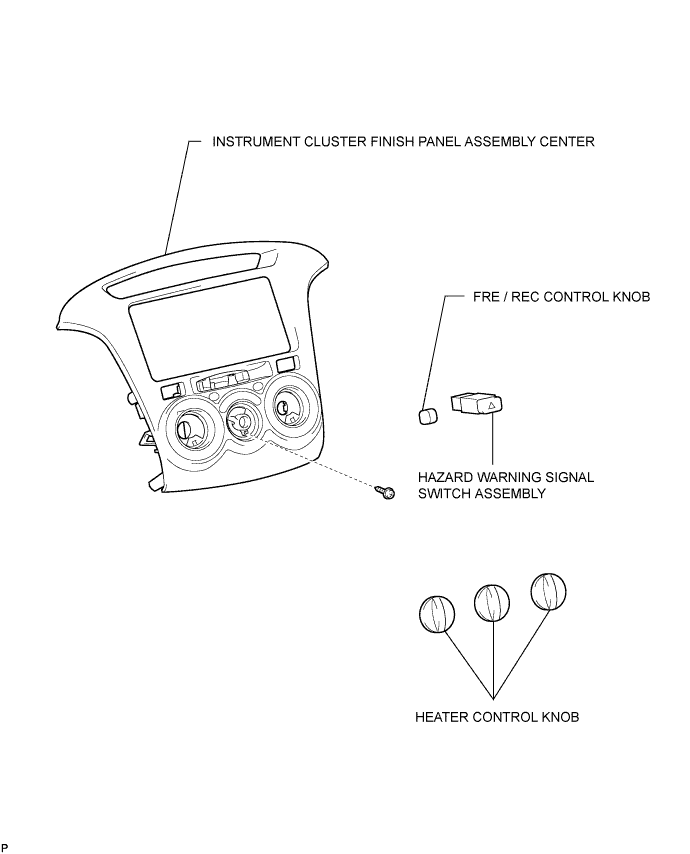 INSTRUMENT CLUSTER FINISH PANEL ASSEMBLY CENTER
FRE / REC CONTROL KNOB
HAZARD WARNING SIGNAL
SWITCH ASSEMBLY
HEATER CONTROL KNOB
P